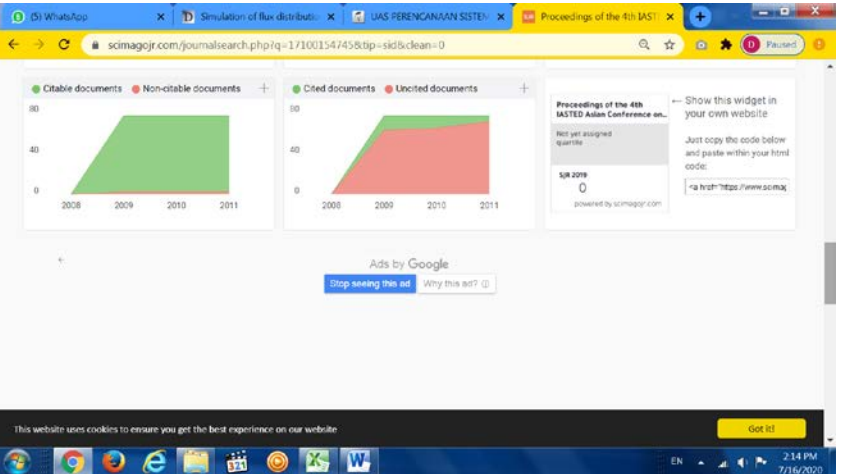 (5) WhatsApp
Simulation of flux distributio
UAS PERENCANAAN SISTEM
Proceedings of the 4th IASTE
scimagojr.com/journalsearch.php?q=17100154745&tip=sid&clean=0
Paused
Citable documents Non-citable documents
80
40
0
2008 2009 2010 2011
Cited documents Uncited documents
80
40
0
2008 2009 2010 2011
Proceedings of the 4th
IASTED Asian Conference on...
Not yet assigned
quartile
SJR 2019
0
powered by scimagojr.com
← Show this widget in
your own website
Just copy the code below
and paste within your html
code:
<a href="https://www.scimag
Ads by Google
Stop seeing this ad
Why this ad?
This website uses cookies to ensure you get the best experience on our website
Got it!
321
EN
2:14 PM
7/16/2020